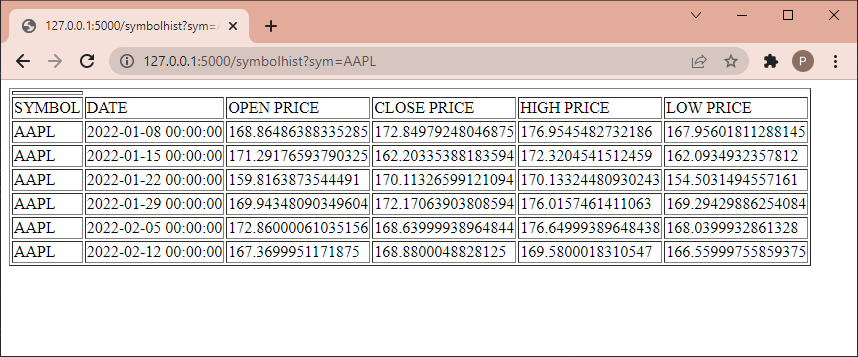 127.0.0.1:5000/symbolhist?sym=A
127.0.0.1:5000/symbolhist?sym=AAPL
P
SYMBOL DATE OPEN PRICE CLOSE PRICE HIGH PRICE LOW PRICE
AAPL 2022-01-08 00:00:00 168.86486388335285 172.84979248046875 176.9545482732186 167.95601811288145
AAPL 2022-01-15 00:00:00 171.29176593790325 162.20335388183594 172.3204541512459 162.0934932357812
AAPL 2022-01-22 00:00:00 159.8163873544491 170.11326599121094 170.13324480930243 154.5031494557161
AAPL 2022-01-29 00:00:00 169.94348090349604 172.17063903808594 176.0157461411063 169.29429886254084
AAPL 2022-02-05 00:00:00 172.86000061035156 168.63999938964844 176.64999389648438 168.0399932861328
AAPL 2022-02-12 00:00:00 167.3699951171875 168.8800048828125 169.5800018310547 166.55999755859375